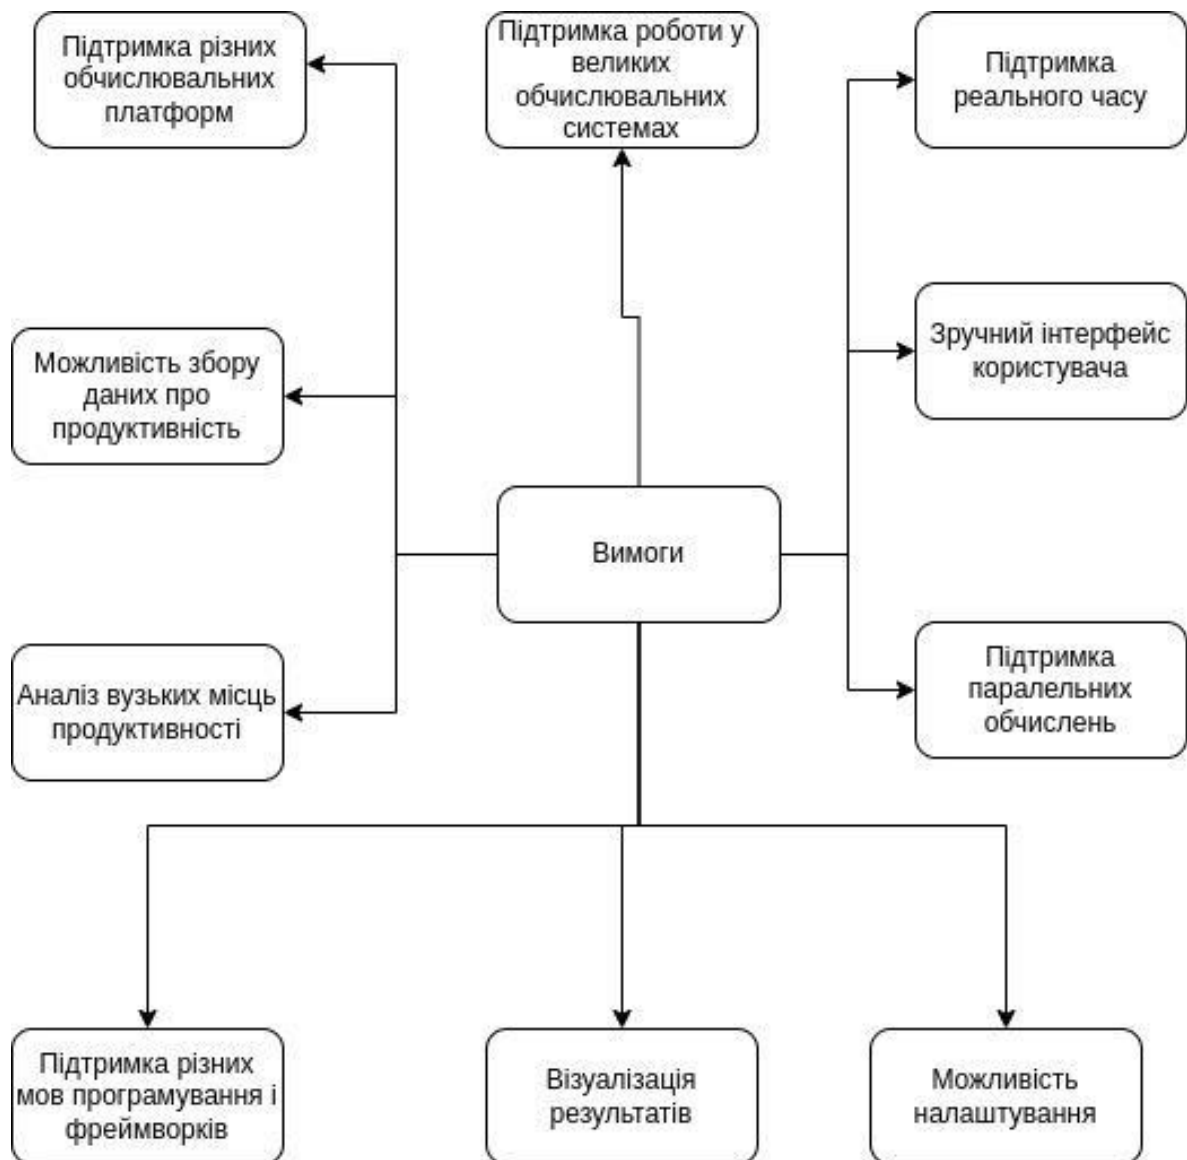 Підтримка різних
обчислювальних
платформ
Підтримка роботи у
великих
обчислювальних
системах
Підтримка
реального часу
Можливість збору
даних про
продуктивність
Зручний інтерфейс
користувача
Вимоги
Аналіз вузьких місць
продуктивності
Підтримка
паралельних
обчислень
Підтримка різних
мов програмування і
фреймворків
Візуалізація
результатів
Можливість
налаштування